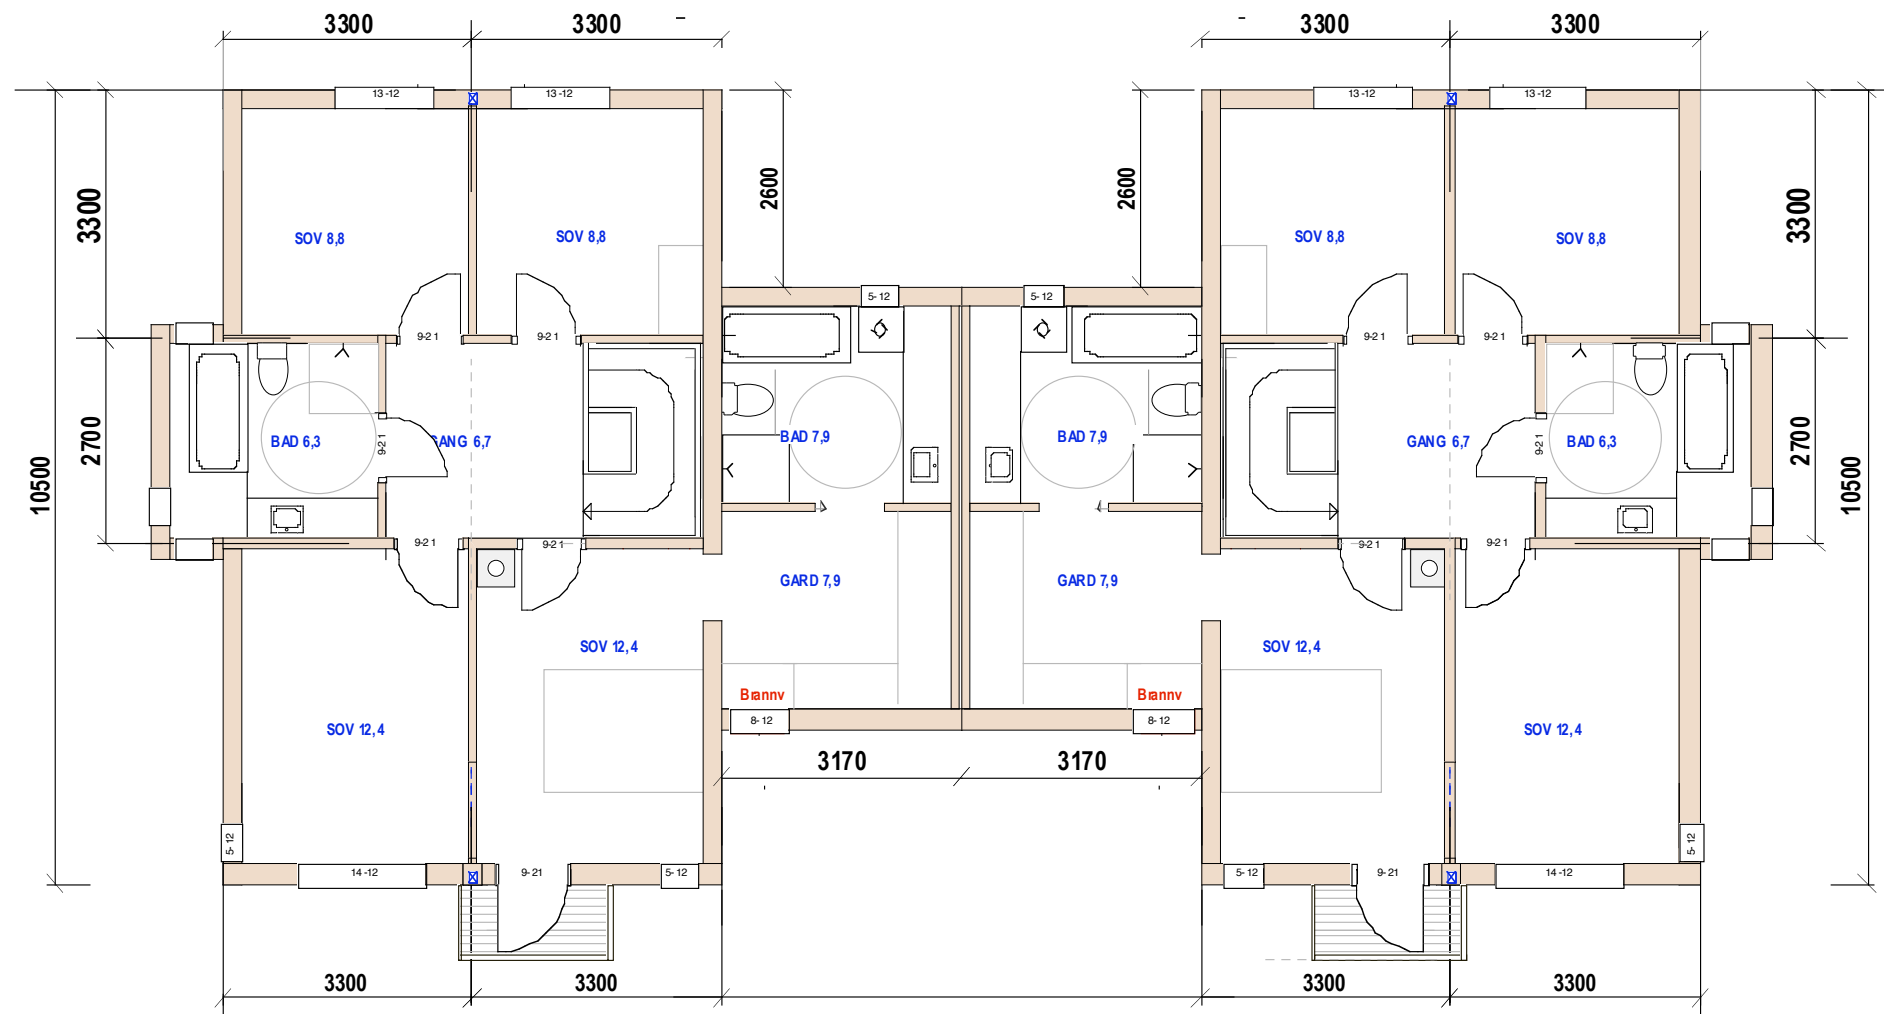 3300 3300 3300 3300
13-12 13-12 13-12 13-12
3300 2600 2600 3300
SOV 8,8 SOV 8,8 SOV 8,8 SOV 8,8
5-12 5-12
9-21 9-21 9-21 9-21
10500 2700 BAD 6,3 9-21 GANG 6,7 BAD 7,9 BAD 7,9 GANG 6,7 9-21 BAD 6,3 2700 10500
9-21 9-21 9-21 9-21
GARD 7,9 GARD 7,9
SOV 12,4 SOV 12,4
Brannv Brannv
8-12 8-12
SOV 12,4 SOV 12,4
3170 3170
5-12 5-12
14-12 9-21 5-12 5-12 9-21 14-12
3300 3300 3300 3300